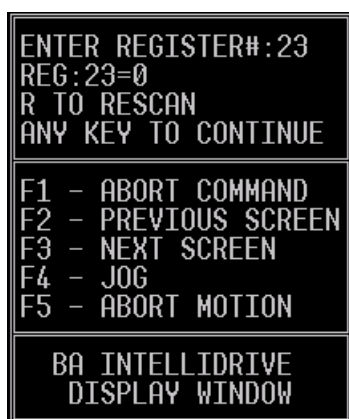 ENTER REGISTER#:23
REG:23=0
R TO RESCAN
ANY KEY TO CONTINUE
F1 - ABORT COMMAND
F2 - PREVIOUS SCREEN
F3 - NEXT SCREEN
F4 - JOG
F5 - ABORT MOTION
BA INTELLIDRIVE
DISPLAY WINDOW